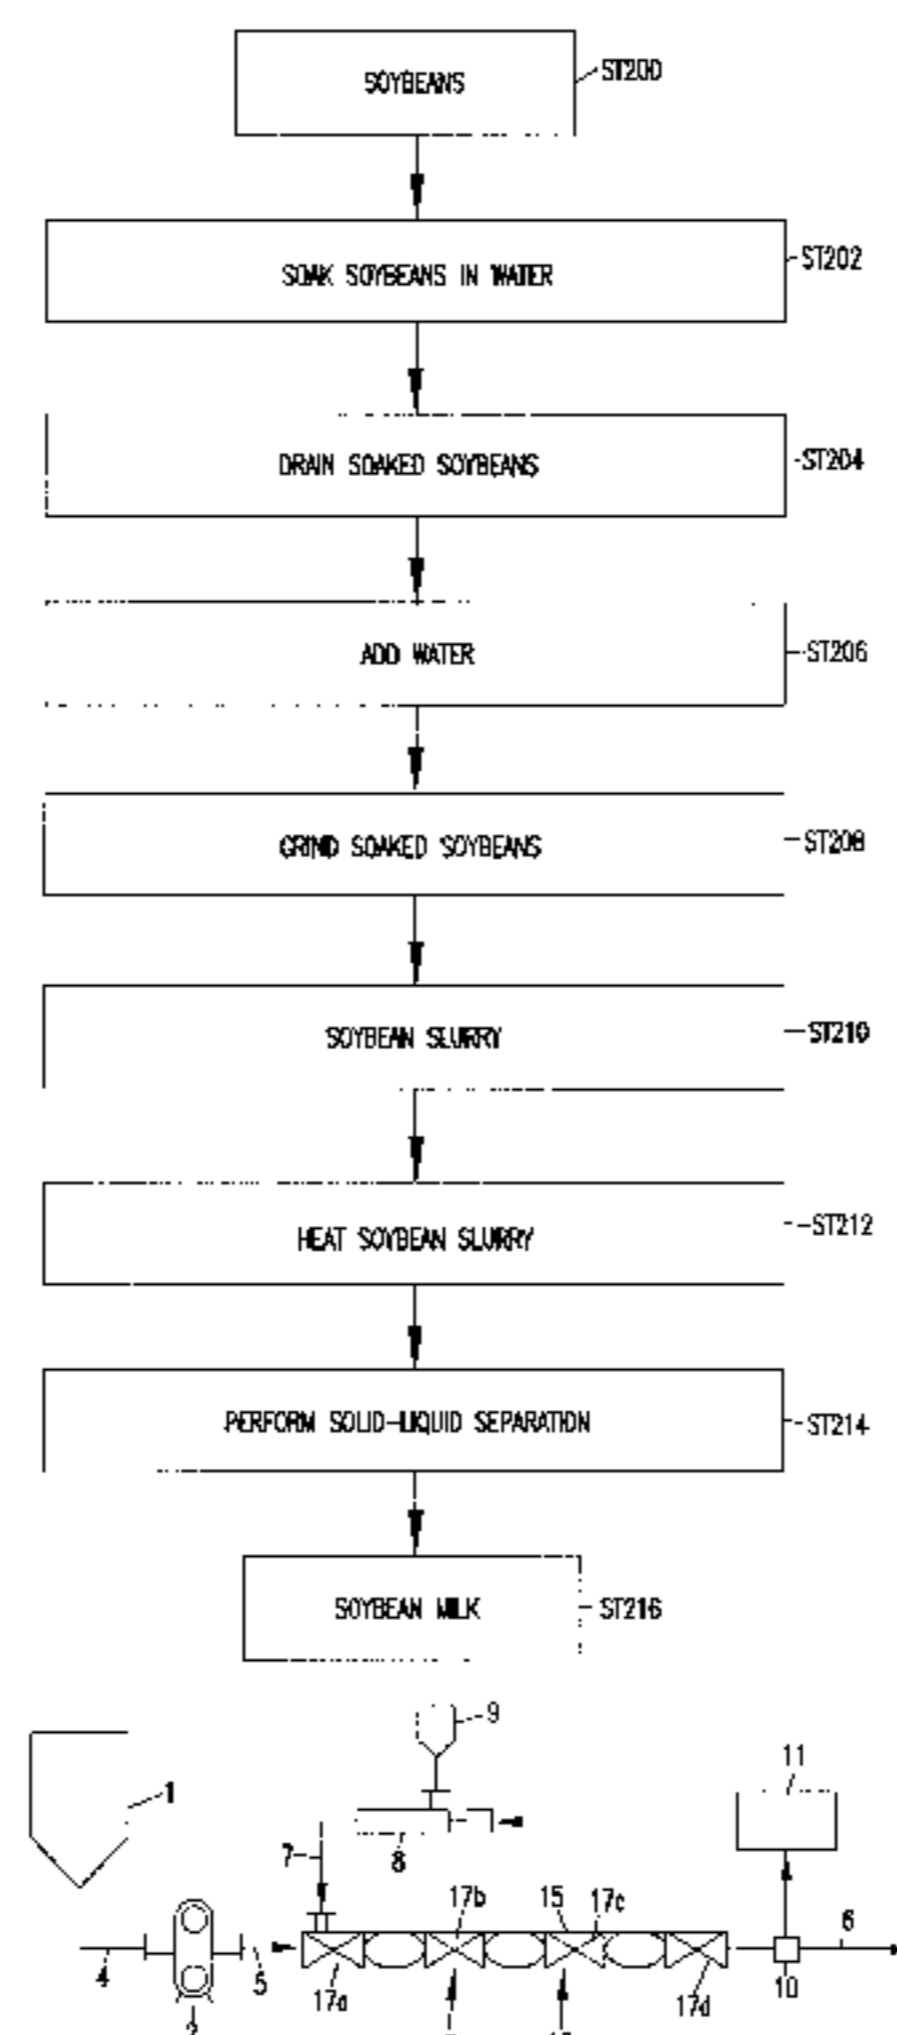 SOYBEANS
ST200
SOAK SOYBEANS IN WATER
ST202
DRAIN SOAKED SOYBEANS
ST204
ADD WATER
ST206
GRIND SOAKED SOYBEANS
ST208
SOYBEAN SLURRY
ST210
HEAT SOYBEAN SLURRY
ST212
PERFORM SOLID-LIQUID SEPARATION
ST214
SOYBEAN MILK
ST216
9
11
1
7
8
17b
15
17c
6
4
5
17a
17d
10
2